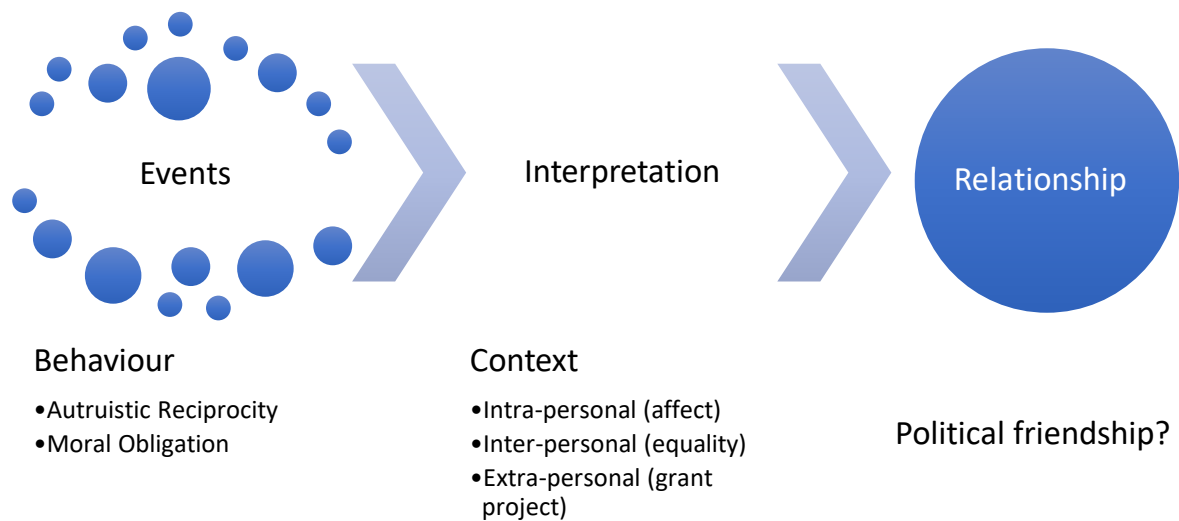 Events
Interpretation
Relationship
Behaviour
•Autruistic Reciprocity
•Moral Obligation
Context
•Intra-personal (affect)
•Inter-personal (equality)
•Extra-personal (grant
project)
Political friendship?